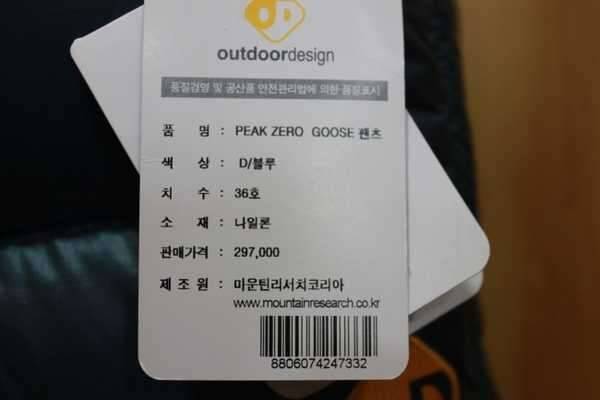 OD
outdoordesign
품질경영 및 공산품 안전관리법에 의한 품질표시
품 명 : PEAK ZERO GOOSE 팬츠
색 상 : D/블루
치 수 : 36호
소 재 : 나일론
판매가격 : 297,000
제 조 원 : 마운틴리서치코리아
www.mountainresearch.co.kr
8806074247332